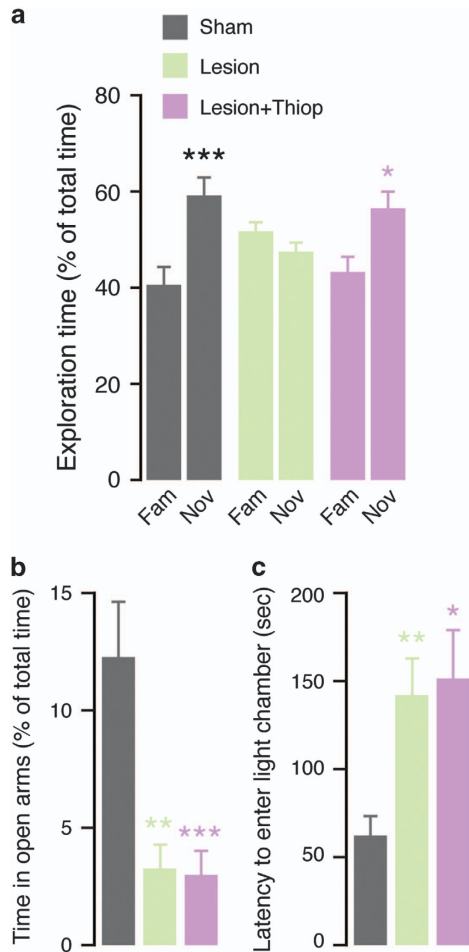 a
Sham
Lesion
Lesion+Thiop
Exploration time (% of total time)
80
60
40
20
0
***
*
Fam
Nov
Fam
Nov
Fam
Nov
b
Time in open arms (% of total time)
15
10
5
0
**
***
c
Latency to enter light chamber (sec)
200
150
100
50
0
**
*